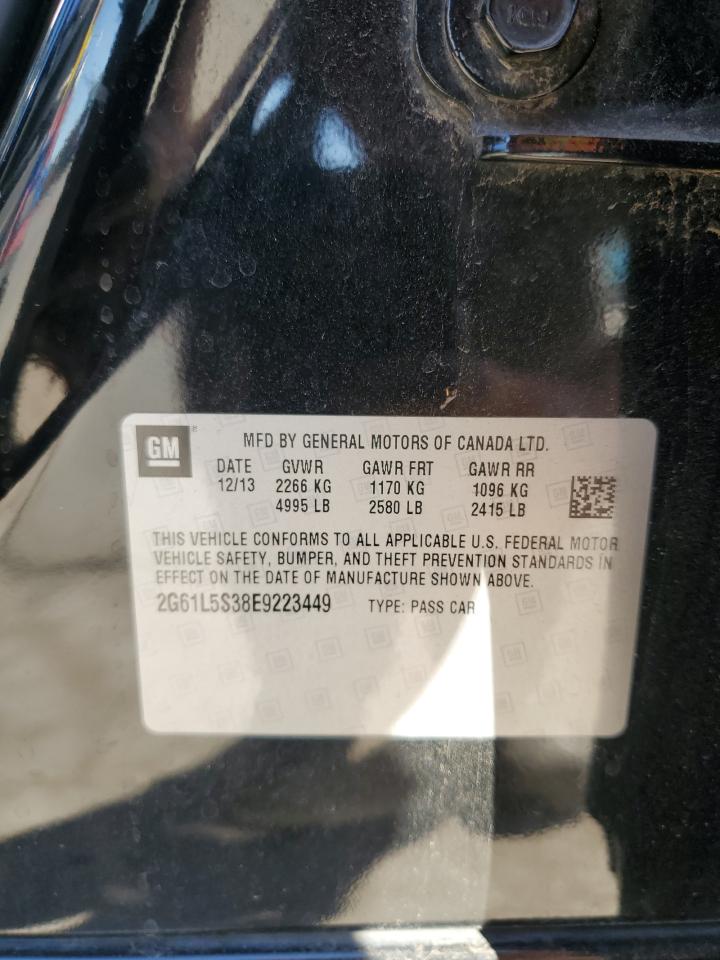 GM MFD BY GENERAL MOTORS OF CANADA LTD.
DATE GVWR GAWR FRT GAWR RR
12/13 2266 KG 1170 KG 1096 KG
4995 LB 2580 LB 2415 LB
THIS VEHICLE CONFORMS TO ALL APPLICABLE U.S. FEDERAL MOTOR
VEHICLE SAFETY, BUMPER, AND THEFT PREVENTION STANDARDS IN
EFFECT ON THE DATE OF MANUFACTURE SHOWN ABOVE.
2G61L5S38E9223449 TYPE: PASS CAR